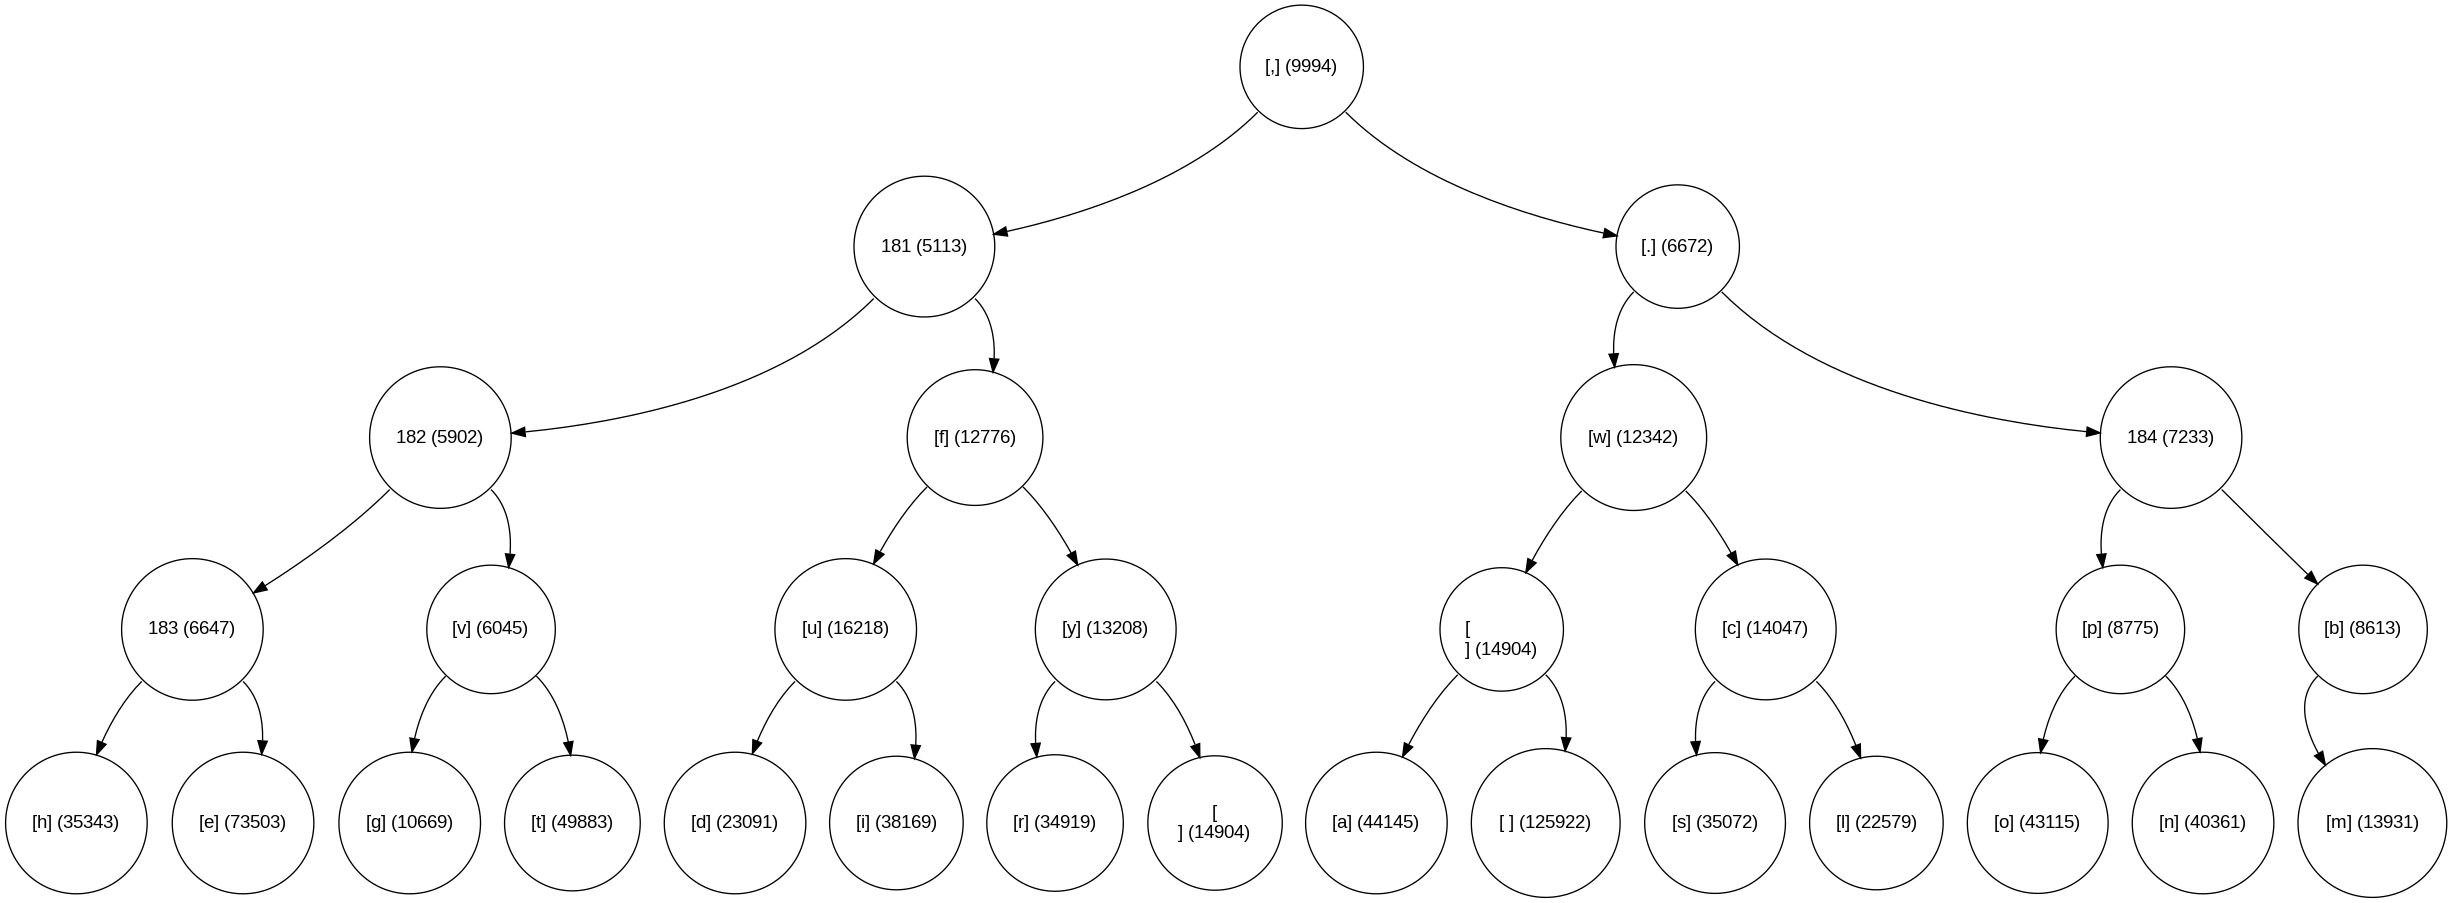 [,] (9994)
181 (5113)
[.] (6672)
182 (5902)
[f] (12776)
[w] (12342)
184 (7233)
183 (6647)
[v] (6045)
[u] (16218)
[y] (13208)
[
] (14904)
[c] (14047)
[p] (8775)
[b] (8613)
[h] (35343)
[e] (73503)
[g] (10669)
[t] (49883)
[d] (23091)
[i] (38169)
[r] (34919)
[
] (14904)
[a] (44145)
[ ] (125922)
[s] (35072)
[l] (22579)
[o] (43115)
[n] (40361)
[m] (13931)